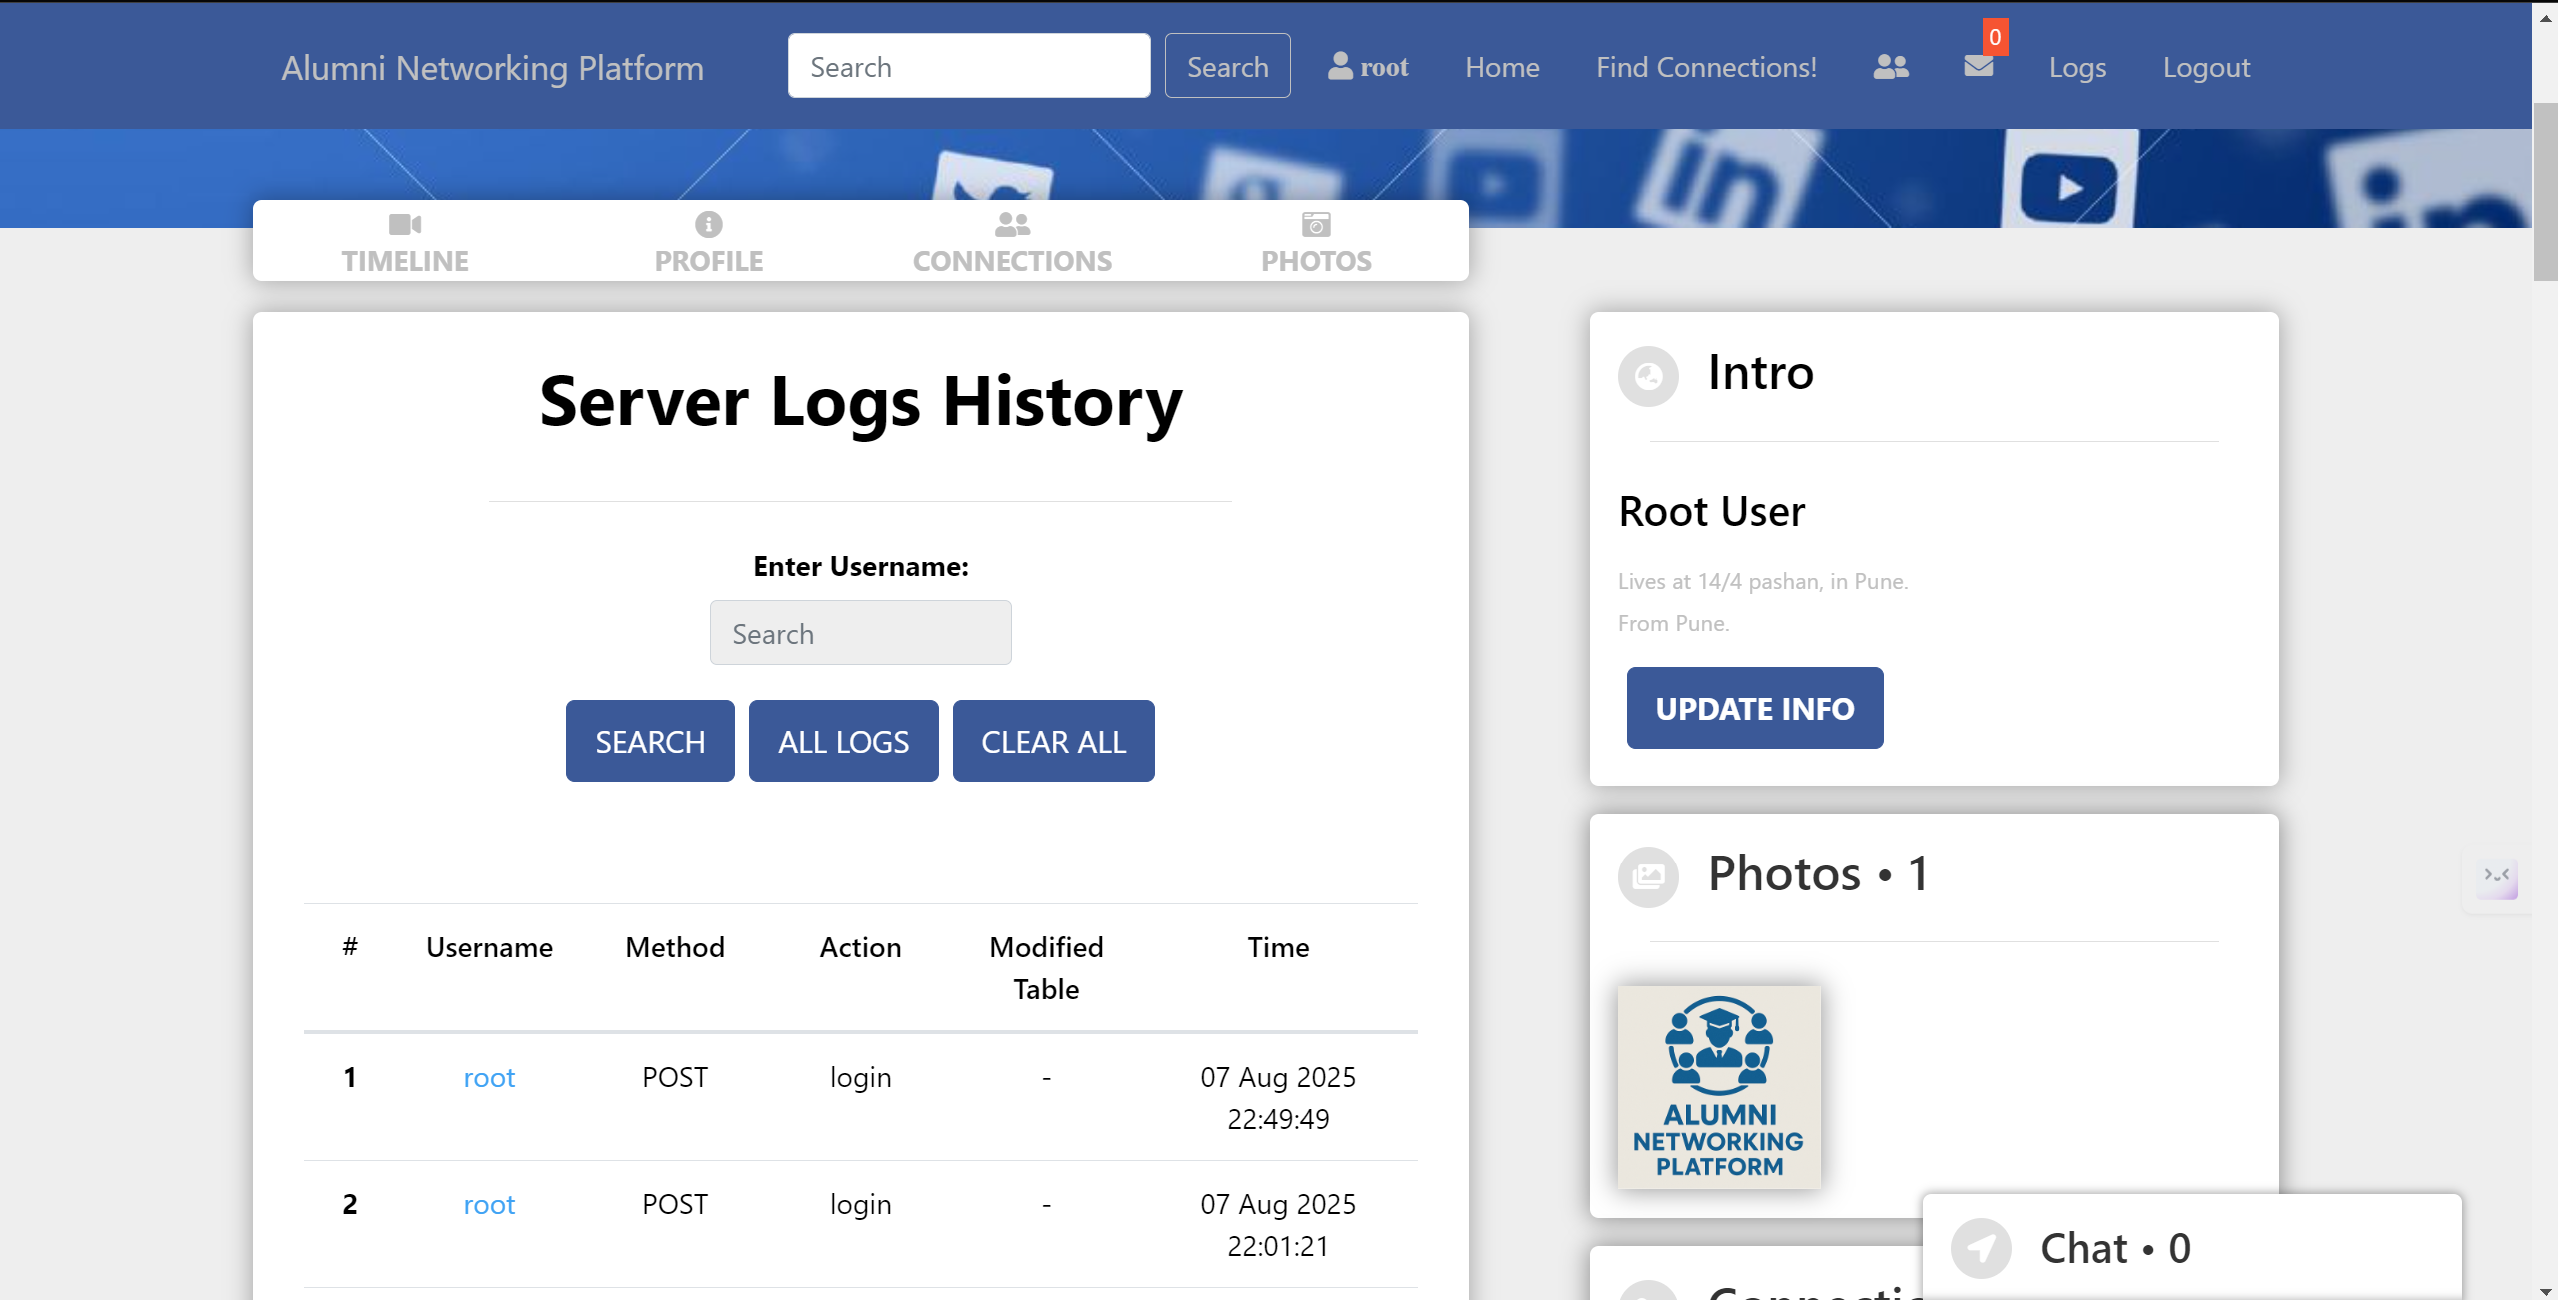 Alumni Networking Platform
Search
Search
root
Home
Find Connections!
0
Logs
Logout
TIMELINE
PROFILE
CONNECTIONS
PHOTOS
Server Logs History
Enter Username:
Search
SEARCH
ALL LOGS
CLEAR ALL
# Username Method Action Modified Table Time
1 root POST login - 07 Aug 2025
22:49:49
2 root POST login - 07 Aug 2025
22:01:21
Intro
Root User
Lives at 14/4 pashan, in Pune.
From Pune.
UPDATE INFO
Photos • 1
ALUMNI
NETWORKING
PLATFORM
Chat • 0